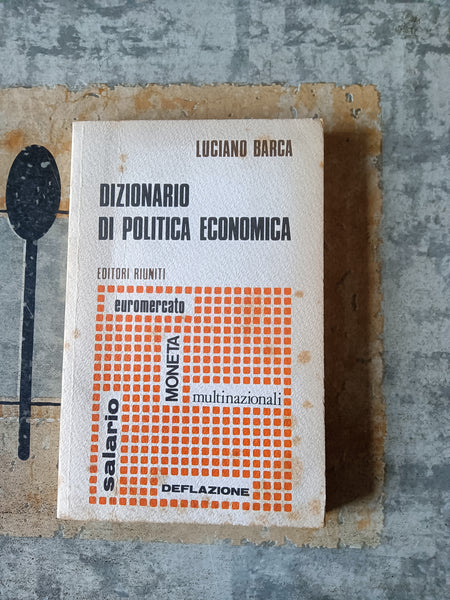 LUCIANO BARCA
DIZIONARIO
DI POLITICA ECONOMICA
EDITORI RIUNITI
euromercato
MONETA
multinazionali
salario
DEFLAZIONE